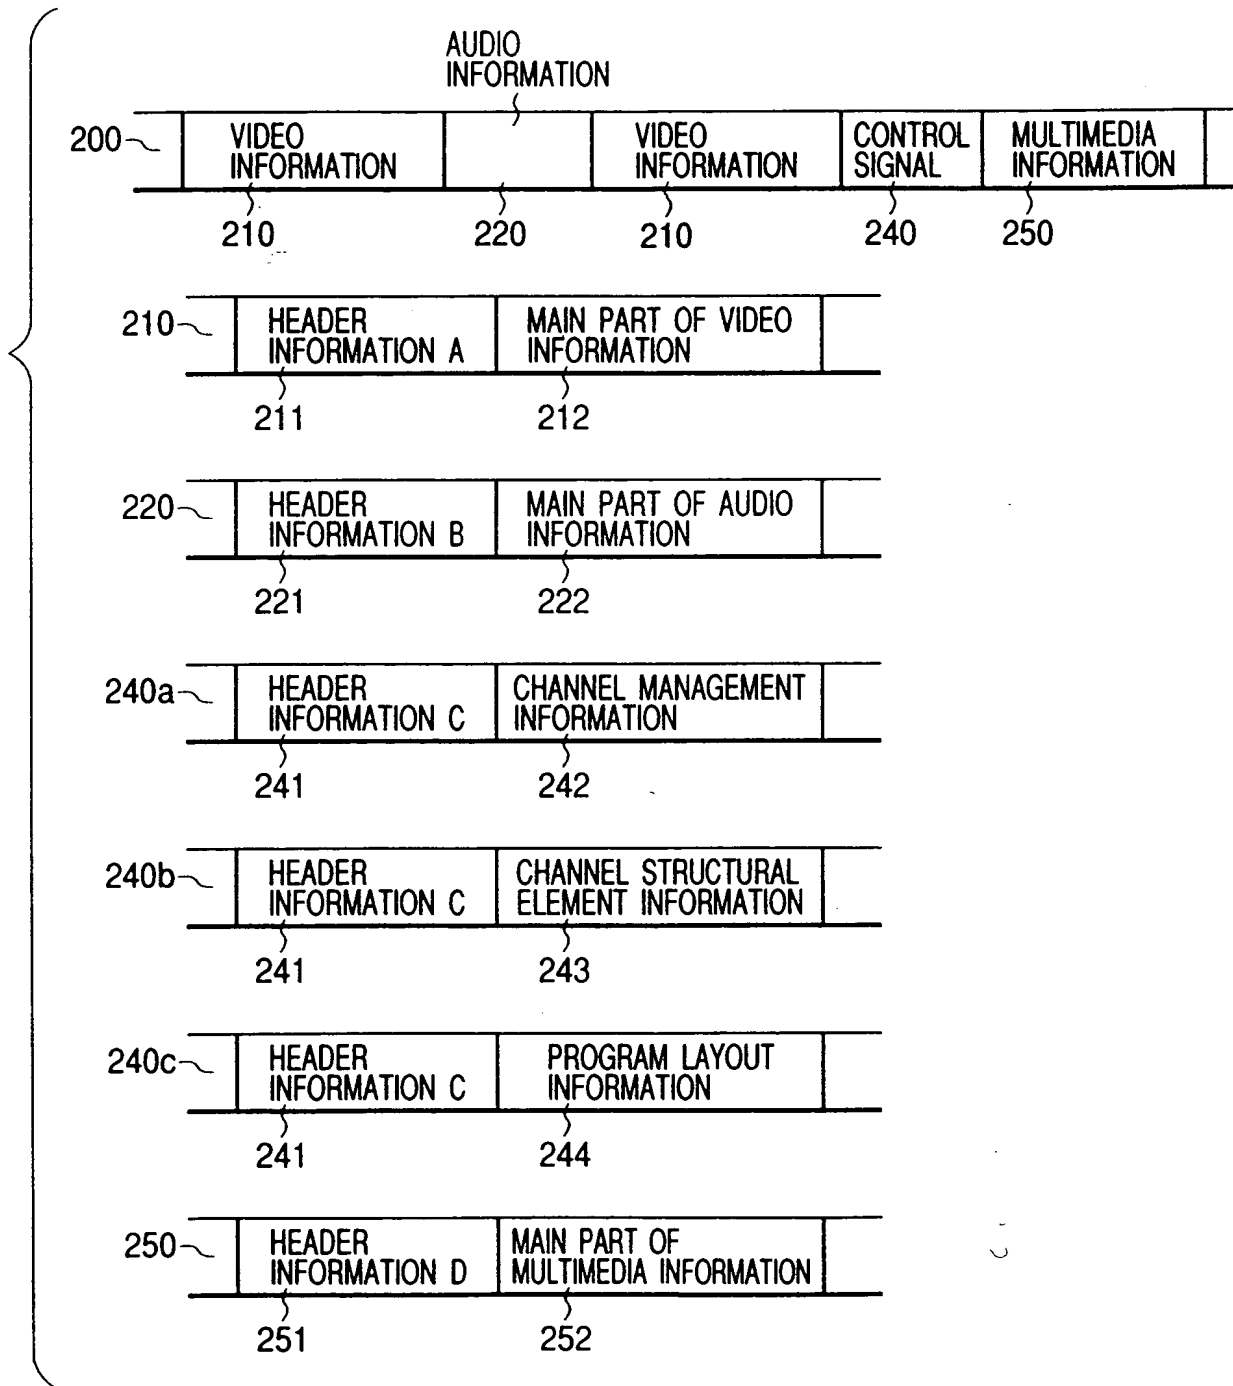 AUDIO
INFORMATION
200 VIDEO INFORMATION VIDEO INFORMATION CONTROL SIGNAL MULTIMEDIA INFORMATION
210 220 210 240 250
210 HEADER INFORMATION A MAIN PART OF VIDEO INFORMATION
211 212
220 HEADER INFORMATION B MAIN PART OF AUDIO INFORMATION
221 222
240a HEADER INFORMATION C CHANNEL MANAGEMENT INFORMATION
241 242
240b HEADER INFORMATION C CHANNEL STRUCTURAL ELEMENT INFORMATION
241 243
240c HEADER INFORMATION C PROGRAM LAYOUT INFORMATION
241 244
250 HEADER INFORMATION D MAIN PART OF MULTIMEDIA INFORMATION
251 252